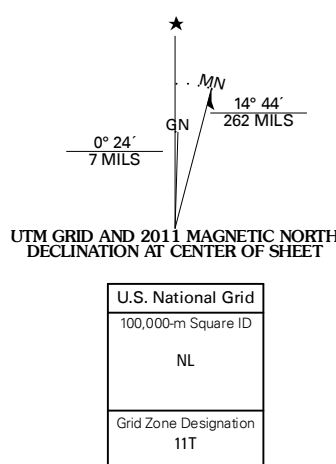 ★
MN
GN
14° 44´
262 MILS
0° 24´
7 MILS
UTM GRID AND 2011 MAGNETIC NORTH
DECLINATION AT CENTER OF SHEET
U.S. National Grid
100,000-m Square ID
NL
Grid Zone Designation
11T